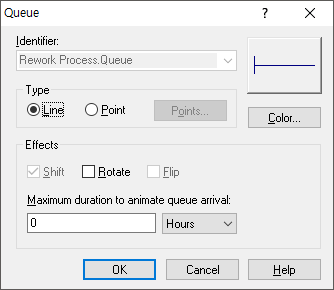 Queue
?
Identifier:
Rework Process.Queue
Type
Line
Point
Points...
Color...
Effects
Shift
Rotate
Flip
Maximum duration to animate queue arrival:
0
Hours
OK
Cancel
Help